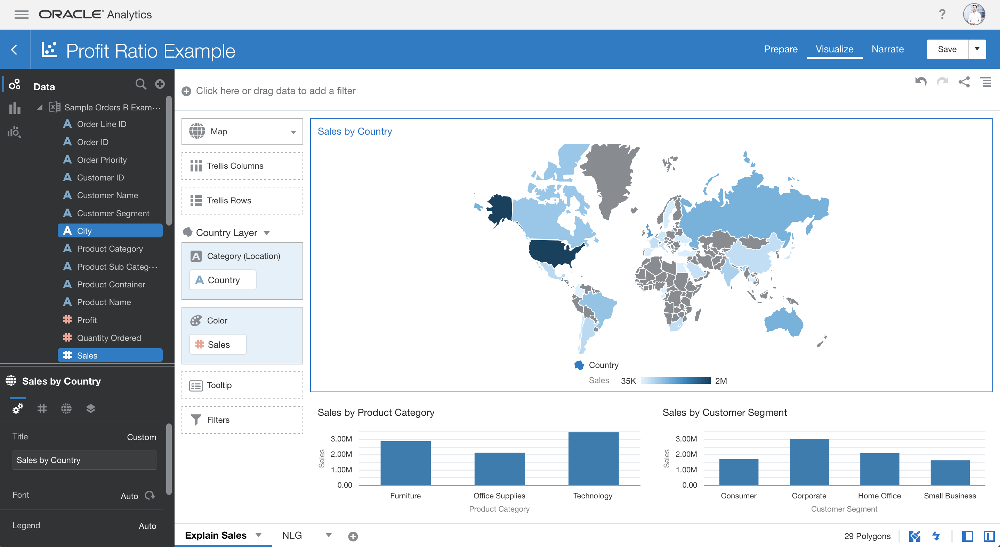 ORACLE® Analytics
?
Profit Ratio Example
Prepare
Visualize
Narrate
Save
Data
Sample Orders R Exam...
A Order Line ID
A Order ID
A Order Priority
A Customer ID
A Customer Name
A Customer Segment
A City
A Product Category
A Product Sub Categ...
A Product Container
A Product Name
# Profit
# Quantity Ordered
# Sales
Sales by Country
Title
Custom
Sales by Country
Font
Auto
Legend
Auto
Click here or drag data to add a filter
Map
Trellis Columns
Trellis Rows
Country Layer
A Category (Location)
A Country
Color
# Sales
Tooltip
Filters
Sales by Country
Country
Sales 35K 2M
Sales by Product Category
3.00M
2.00M
1.00M
0.00
Sales
Furniture
Office Supplies
Technology
Product Category
Sales by Customer Segment
3.00M
2.00M
1.00M
0.00
Sales
Consumer
Corporate
Home Office
Small Business
Customer Segment
Explain Sales
NLG
29 Polygons